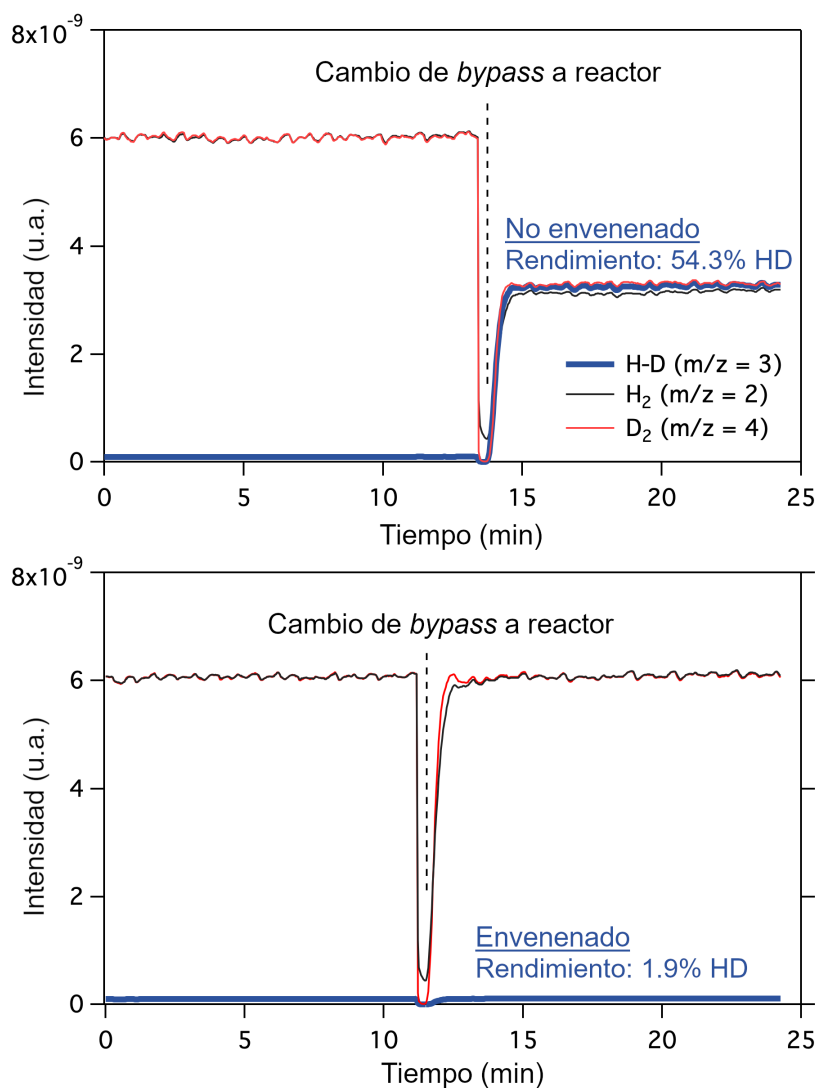 8x10⁻⁹
Cambio de bypass a reactor
6
No envenenado
Rendimiento: 54.3% HD
4
Intensidad (u.a.)
H-D (m/z = 3)
2
H₂ (m/z = 2)
D₂ (m/z = 4)
0
0 5 10 15 20 25
Tiempo (min)
8x10⁻⁹
Cambio de bypass a reactor
6
4
Intensidad (u.a.)
2
Envenenado
Rendimiento: 1.9% HD
0
0 5 10 15 20 25
Tiempo (min)